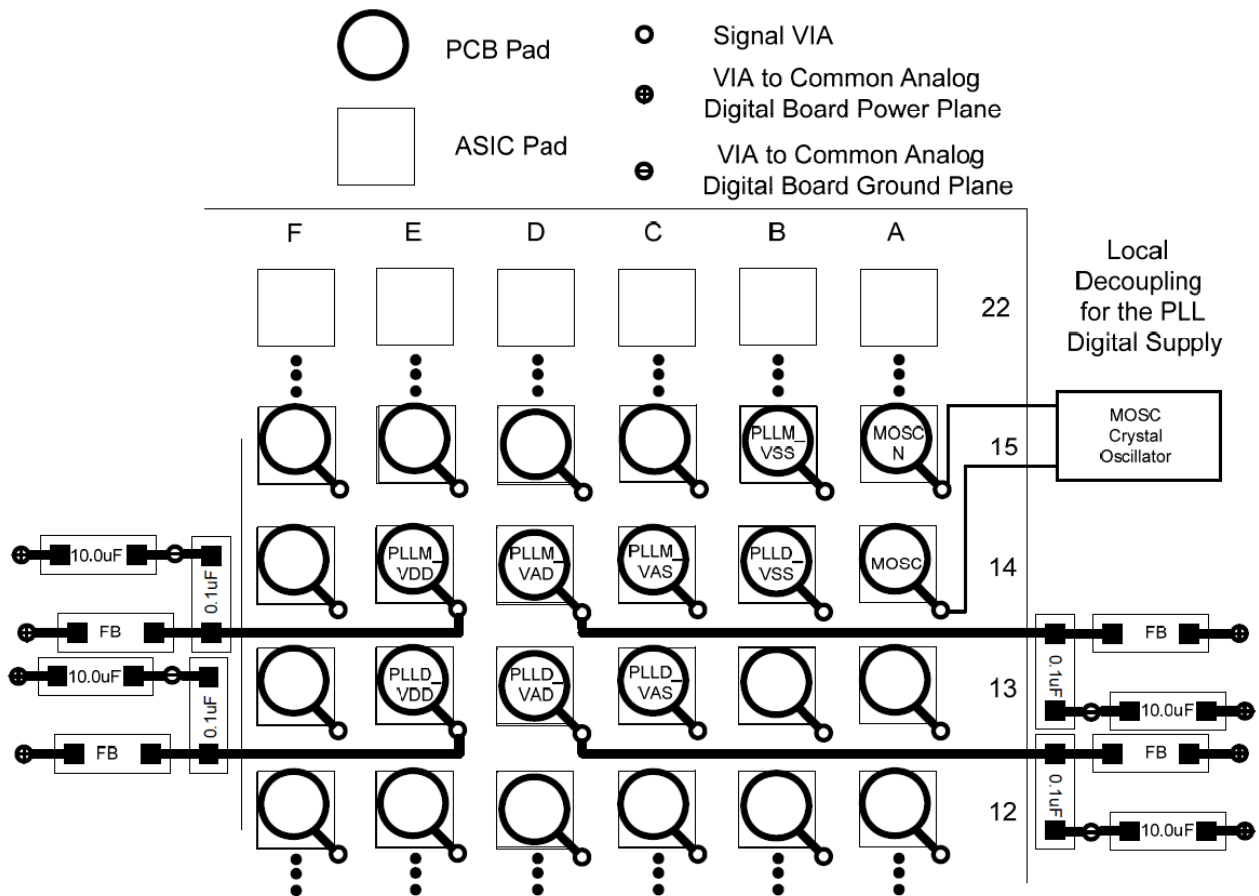 PCB Pad
Signal VIA
VIA to Common Analog
Digital Board Power Plane
ASIC Pad
VIA to Common Analog
Digital Board Ground Plane
F E D C B A
Local
Decoupling
for the PLL
Digital Supply
22
PLLM_
VSS
MOSC
N
15
MOSC
Crystal
Oscillator
10.0uF
0.1uF
FB
PLLM_
VDD
PLLM_
VAD
PLLM_
VAS
PLLD_
VSS
MOSC
14
FB
0.1uF
10.0uF
10.0uF
0.1uF
FB
PLLD_
VDD
PLLD_
VAD
PLLD_
VAS
13
FB
0.1uF
10.0uF
12